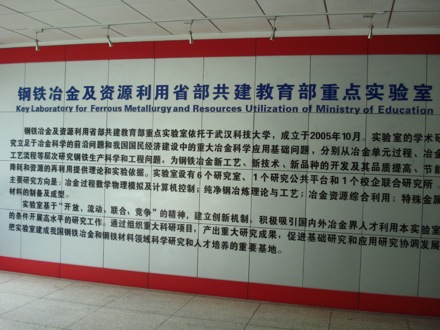 钢铁冶金及资源利用省部共建教育部重点实验室
Key Laboratory for Ferrous Metallurgy and Resources Utilization of Ministry of Education
钢铁冶金及资源利用省部共建教育部重点实验室依托于武汉科技大学，成立于2005年10月。实验室的学术研
究立足于冶金科学的前沿问题和我国国民经济建设中的重大冶金科学应用基础问题，分别从冶金单元过程、冶金
工艺流程等层次研究钢铁生产科学和工程问题，为钢铁冶金新工艺、新技术、新品种的开发及其品质提高、节能
降耗和资源的再利用提供理论和实验依据。实验室设有6个研究室、1个研究公共平台和1个校企联合研究所，
主要研究方向是：冶金过程数学物理模拟及计算机控制；纯净钢冶炼理论与工艺；冶金资源综合利用；特殊金属
材料的制备及成型。
实验室基于“开放、流动、联合、竞争”的精神，建立创新机制，积极吸引国内外冶金界人才利用本实验室
的条件开展高水平的研究工作。通过组织重大科研项目，产出重大研究成果，促进基础研究和应用研究协调发展
把实验室建成我国钢铁冶金和钢铁材料领域科学研究和人才培养的重要基地。